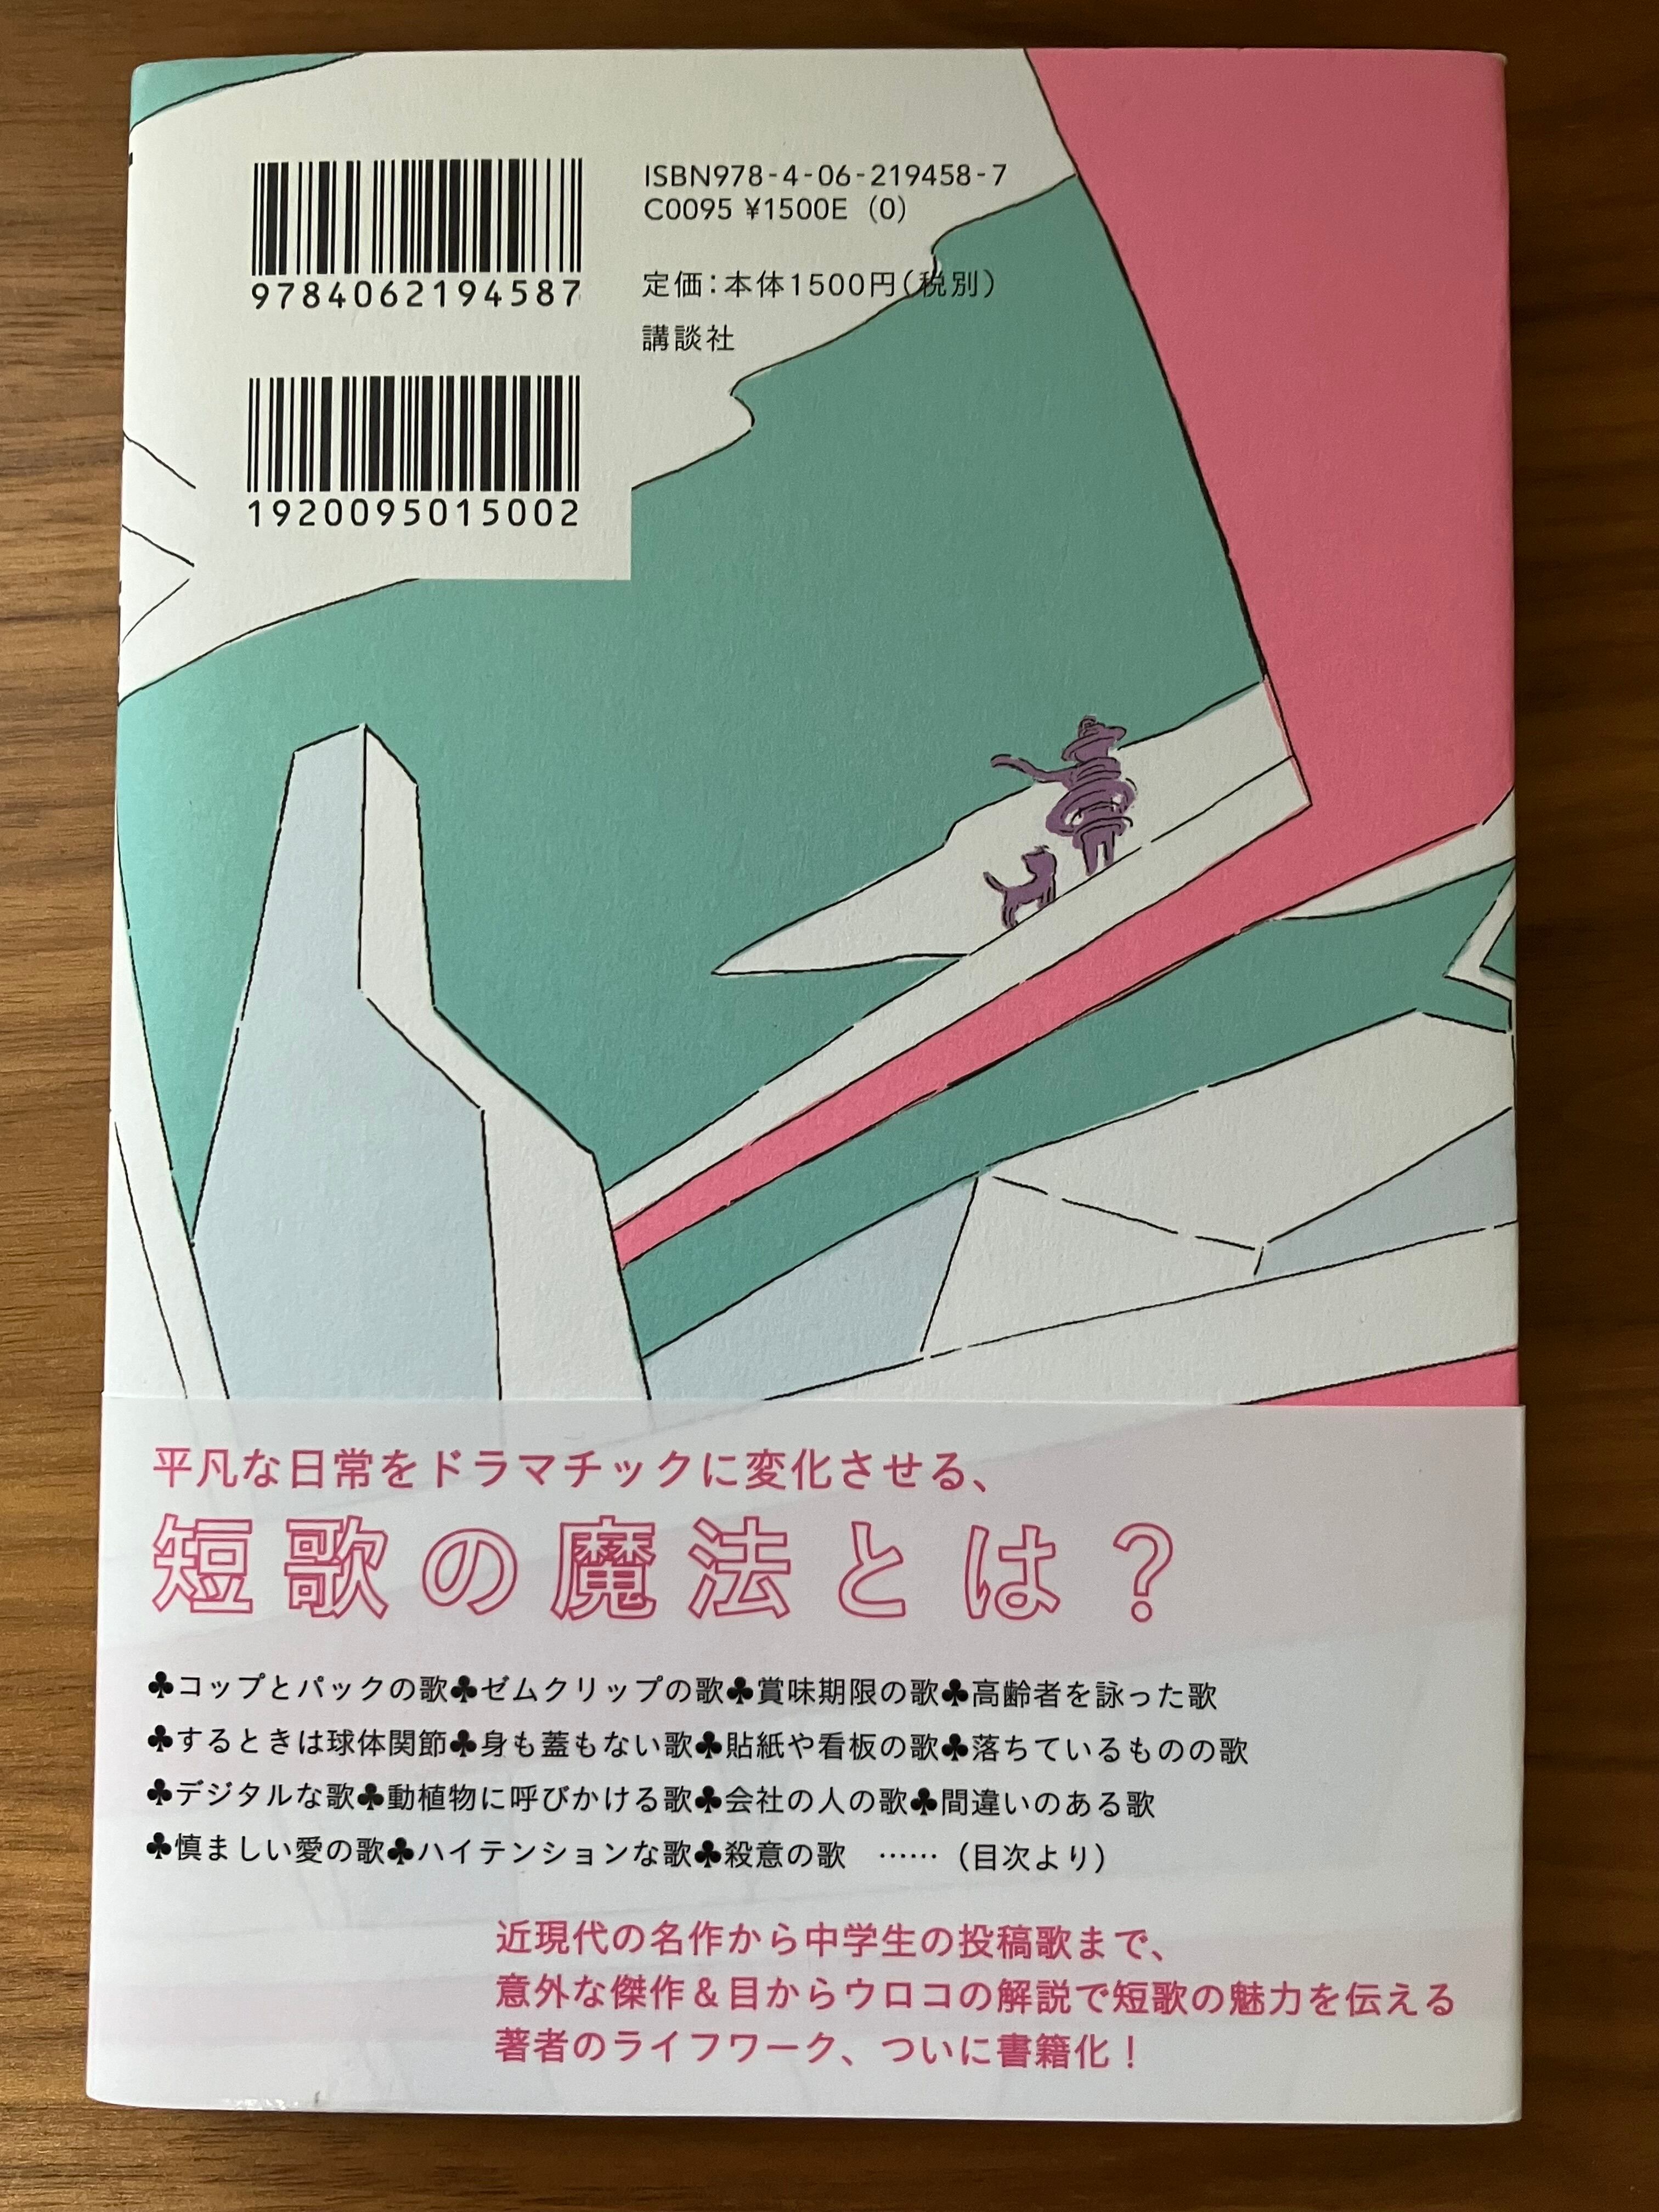 ISBN978-4-06-219458-7
C0095 ¥1500E (0)
定価：本体1500円（税別）
講談社
9784062194587
1920095015002
平凡な日常をドラマチックに変化させる、
短歌の魔法とは？
♣コップとパックの歌♣ゼムクリップの歌♣賞味期限の歌♣高齢者を詠った歌
♣するときは球体関節♣身も蓋もない歌♣貼紙や看板の歌♣落ちているものの歌
♣デジタルな歌♣動植物に呼びかける歌♣会社の人の歌♣間違いのある歌
♣慎ましい愛の歌♣ハイテンションな歌♣殺意の歌　……（目次より）
近現代の名作から中学生の投稿歌まで、
意外な傑作＆目からウロコの解説で短歌の魅力を伝える
著者のライフワーク、ついに書籍化！